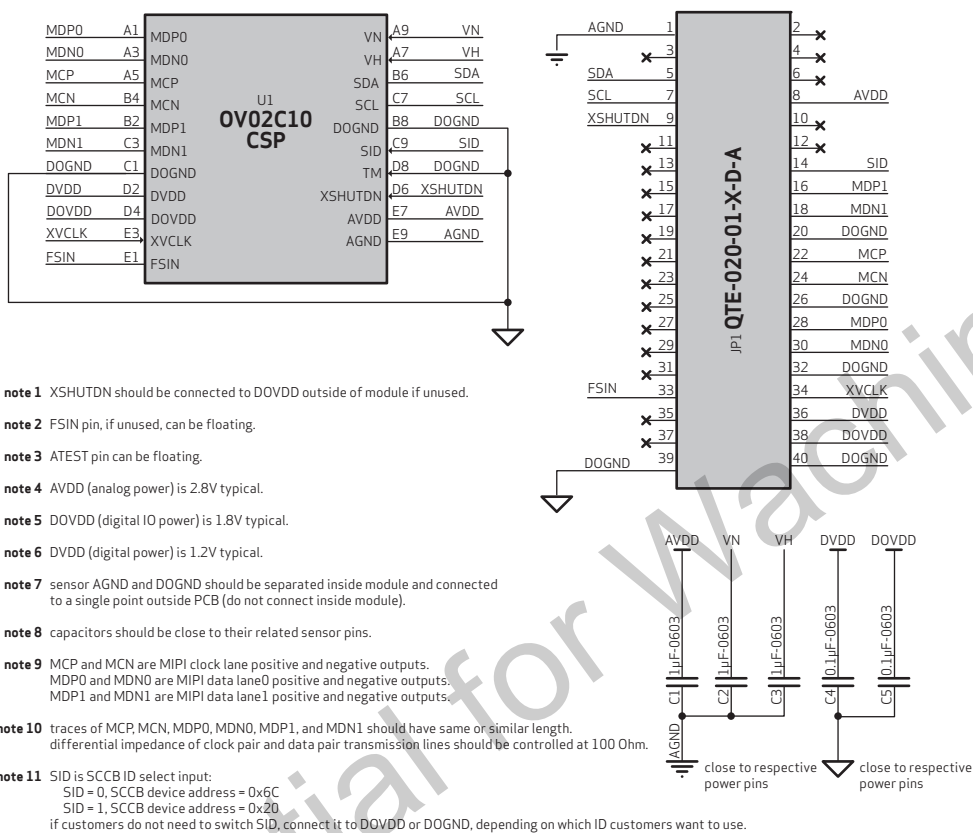 MDP0 A1 MDP0
MDN0 A3 MDN0
MCP A5 MCP
MCN B4 MCN
MDP1 B2 MDP1
MDN1 C3 MDN1
DOGND C1 DOGND
DVDD D2 DVDD
DOVDD D4 DOVDD
XVCLK E3 XVCLK
FSIN E1 FSIN
U1
OV02C10
CSP
VN A9 VN
VH A7 VH
SDA B6 SDA
SCL C7 SCL
DOGND B8 DOGND
SID C9 SID
TM D8 DOGND
XSHUTDN D6 XSHUTDN
AVDD E7 AVDD
AGND E9 AGND
AGND 1
3
SDA 5
SCL 7
XSHUTDN 9
11
13
15
17
19
21
23
25
27
29
31
FSIN 33
35
37
DOGND 39
JP1 QTE-020-01-X-D-A
2
4
6
8 AVDD
10
12
14 SID
16 MDP1
18 MDN1
20 DOGND
22 MCP
24 MCN
26 DOGND
28 MDP0
30 MDN0
32 DOGND
34 XVCLK
36 DVDD
38 DOVDD
40 DOGND
note 1 XSHUTDN should be connected to DOVDD outside of module if unused.
note 2 FSIN pin, if unused, can be floating.
note 3 ATEST pin can be floating.
note 4 AVDD (analog power) is 2.8V typical.
note 5 DOVDD (digital IO power) is 1.8V typical.
note 6 DVDD (digital power) is 1.2V typical.
note 7 sensor AGND and DOGND should be separated inside module and connected
to a single point outside PCB (do not connect inside module).
note 8 capacitors should be close to their related sensor pins.
note 9 MCP and MCN are MIPI clock lane positive and negative outputs.
MDP0 and MDN0 are MIPI data lane0 positive and negative outputs.
MDP1 and MDN1 are MIPI data lane1 positive and negative outputs.
note 10 traces of MCP, MCN, MDP0, MDN0, MDP1, and MDN1 should have same or similar length.
differential impedance of clock pair and data pair transmission lines should be controlled at 100 Ohm.
note 11 SID is SCCB ID select input:
SID = 0, SCCB device address = 0x6C
SID = 1, SCCB device address = 0x20
if customers do not need to switch SID, connect it to DOVDD or DOGND, depending on which ID customers want to use.
AVDD VN VH DVDD DOVDD
C1 1µF-0603
C2 1µF-0603
C3 1µF-0603
C4 0.1µF-0603
C5 0.1µF-0603
AGND
close to respective
power pins
close to respective
power pins
tial for Wachin